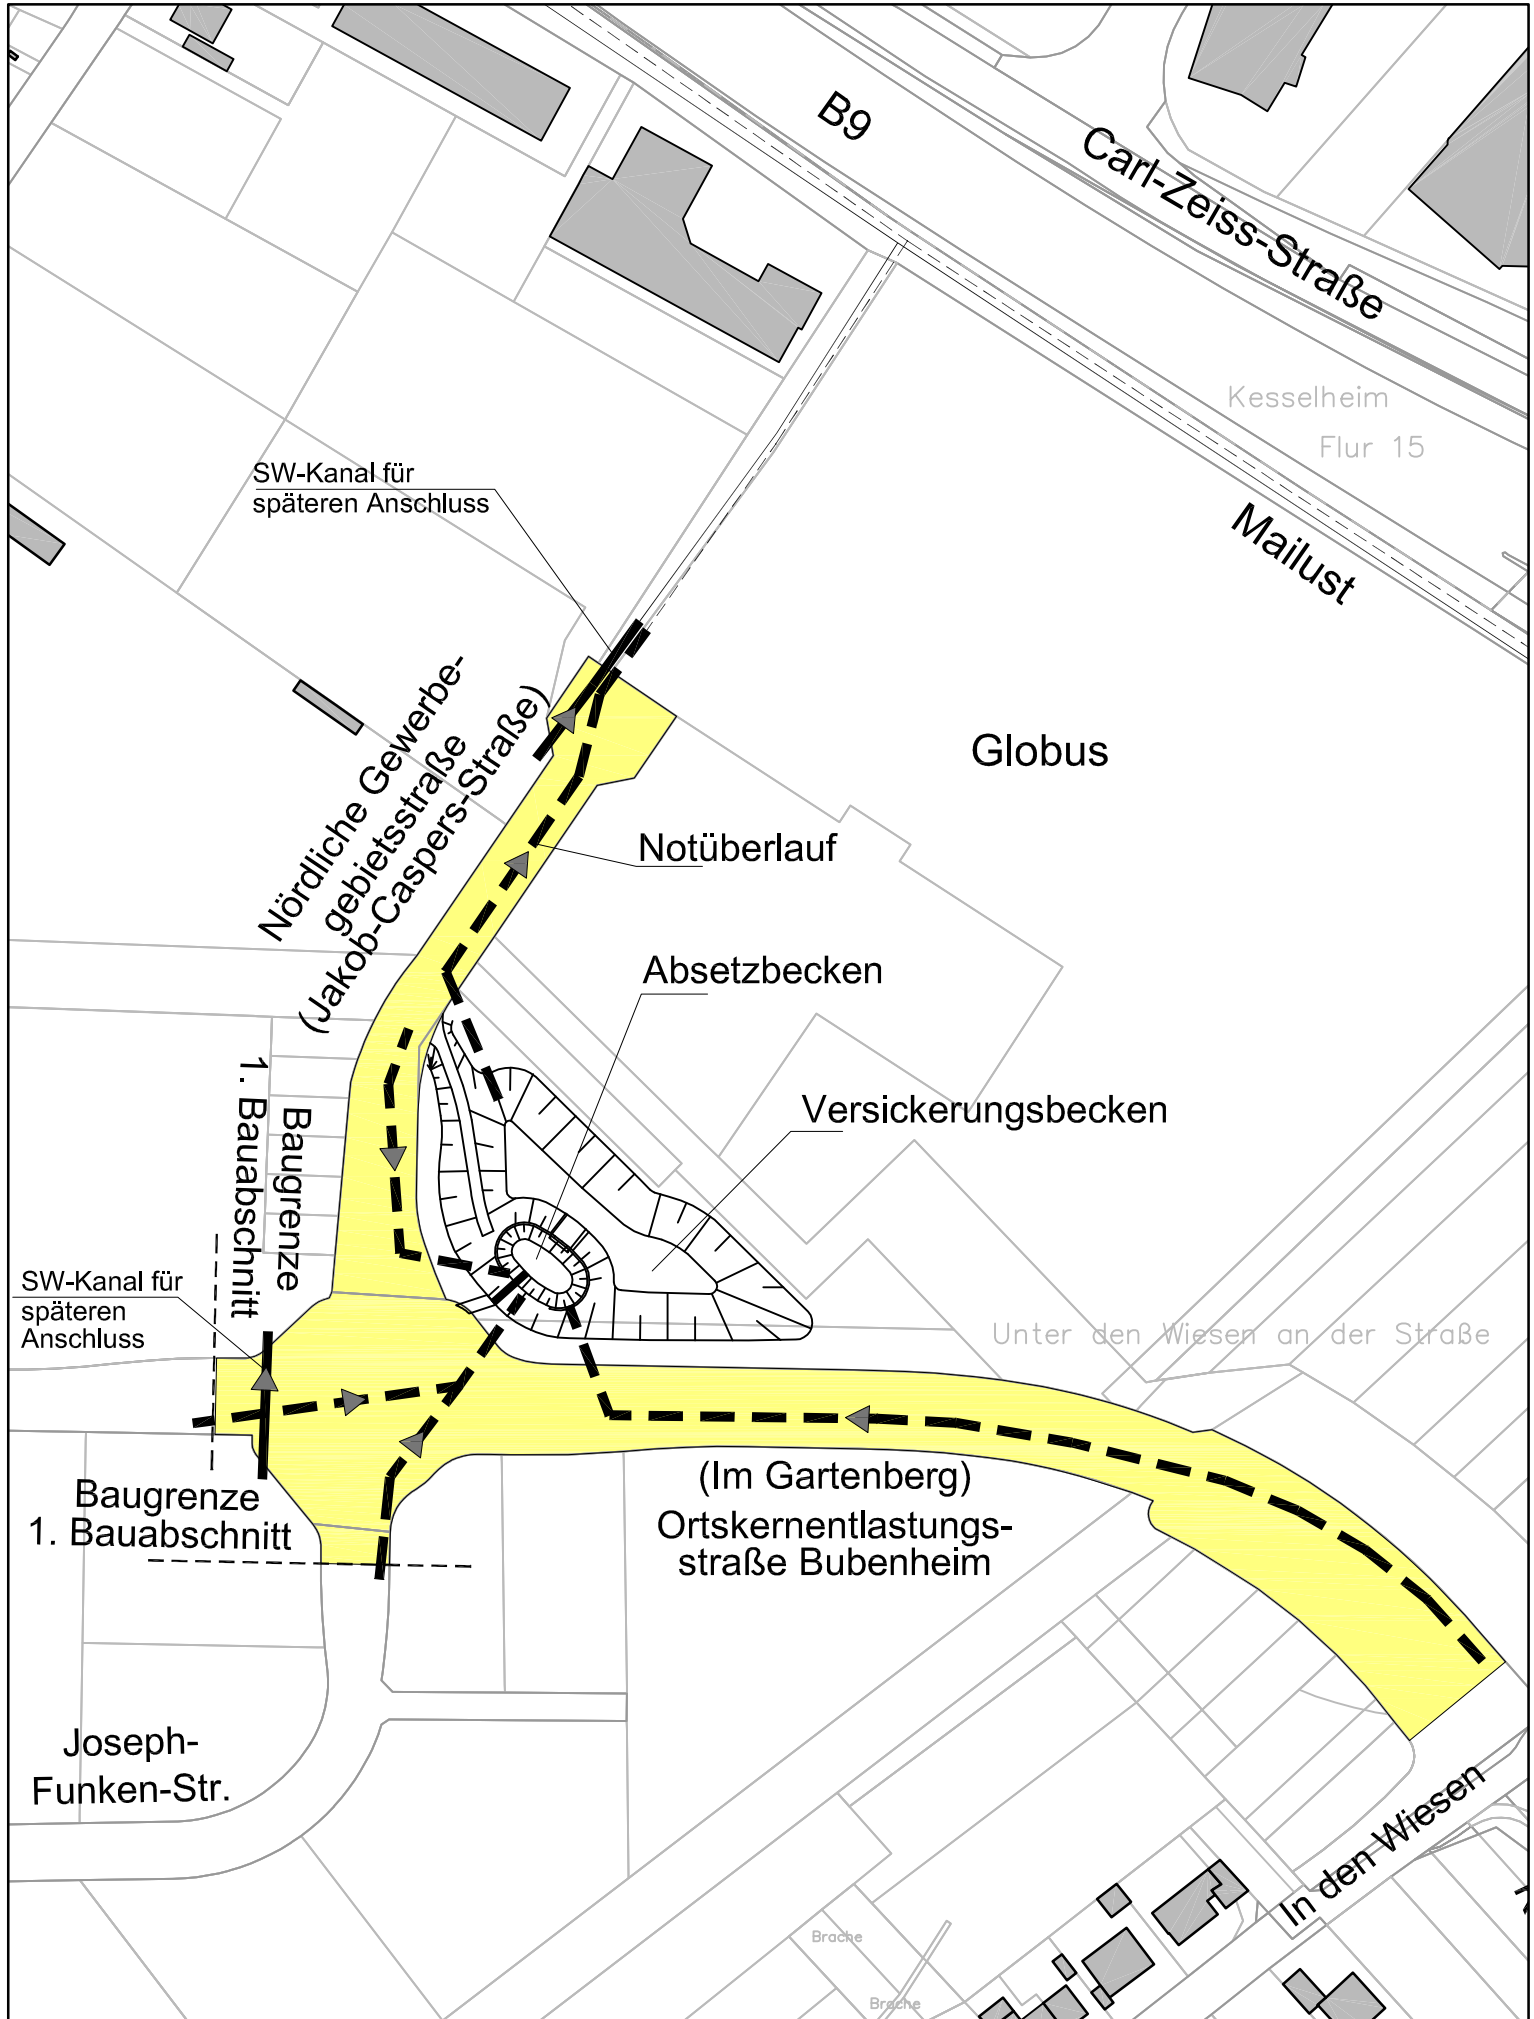 B9
Carl-Zeiss-Straße
Kesselheim
Flur 15
SW-Kanal für
späteren Anschluss
Mailust
Nördliche Gewerbe-
gebietsstraße
(Jakob-Caspers-Straße)
Globus
Notüberlauf
Absetzbecken
Versickerungsbecken
Baugrenze
1. Bauabschnitt
SW-Kanal für
späteren
Anschluss
Unter den Wiesen an der Straße
Baugrenze
1. Bauabschnitt
(Im Gartenberg)
Ortskernentlastungs-
straße Bubenheim
Joseph-
Funken-Str.
In den Wiesen
Brache
Brache